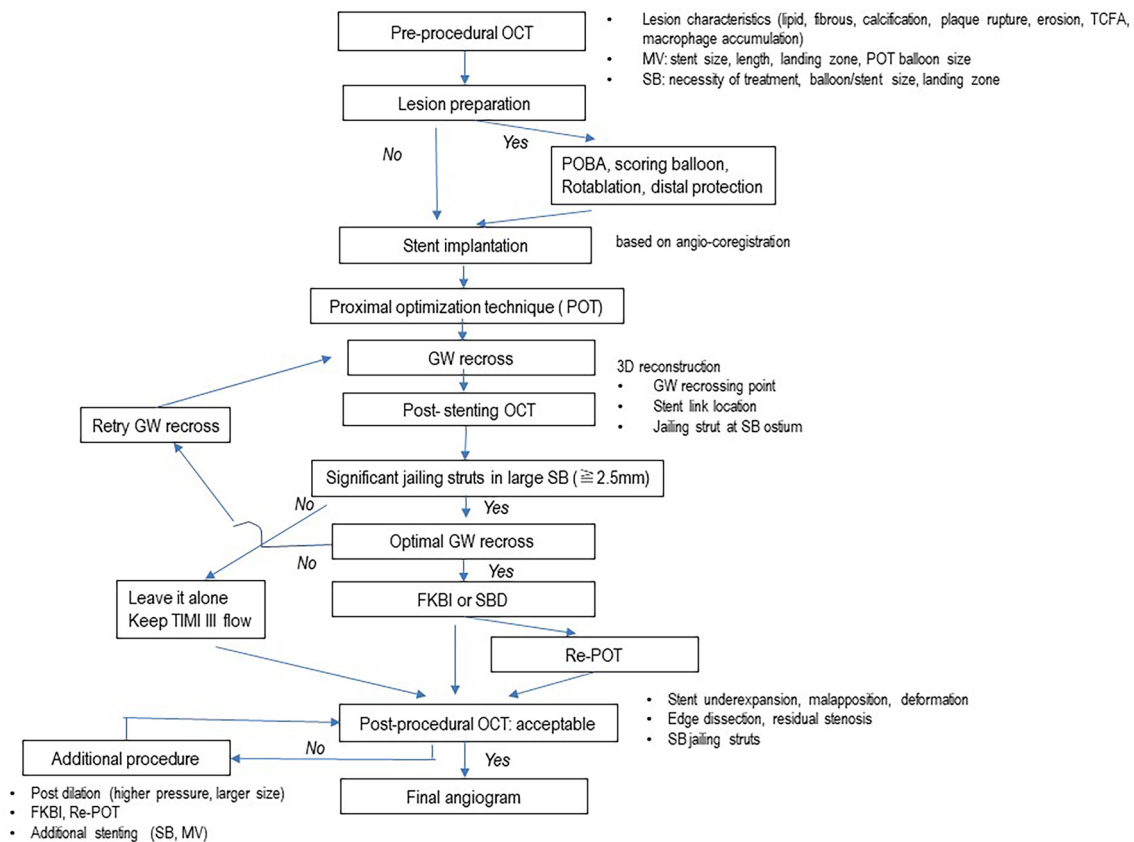 Pre-procedural OCT
• Lesion characteristics (lipid, fibrous, calcification, plaque rupture, erosion, TCFA,
macrophage accumulation)
• MV: stent size, length, landing zone, POT balloon size
• SB: necessity of treatment, balloon/stent size, landing zone
Lesion preparation
No
Yes
POBA, scoring balloon,
Rotablation, distal protection
Stent implantation
based on angio-coregistration
Proximal optimization technique ( POT)
GW recross
3D reconstruction
• GW recrossing point
• Stent link location
• Jailing strut at SB ostium
Post- stenting OCT
Retry GW recross
Significant jailing struts in large SB (≧2.5mm)
No
Yes
Optimal GW recross
No
Yes
Leave it alone
Keep TIMI III flow
FKBI or SBD
Re-POT
Post-procedural OCT: acceptable
• Stent underexpansion, malapposition, deformation
• Edge dissection, residual stenosis
• SB jailing struts
No
Yes
Additional procedure
• Post dilation (higher pressure, larger size)
• FKBI, Re-POT
• Additional stenting (SB, MV)
Final angiogram